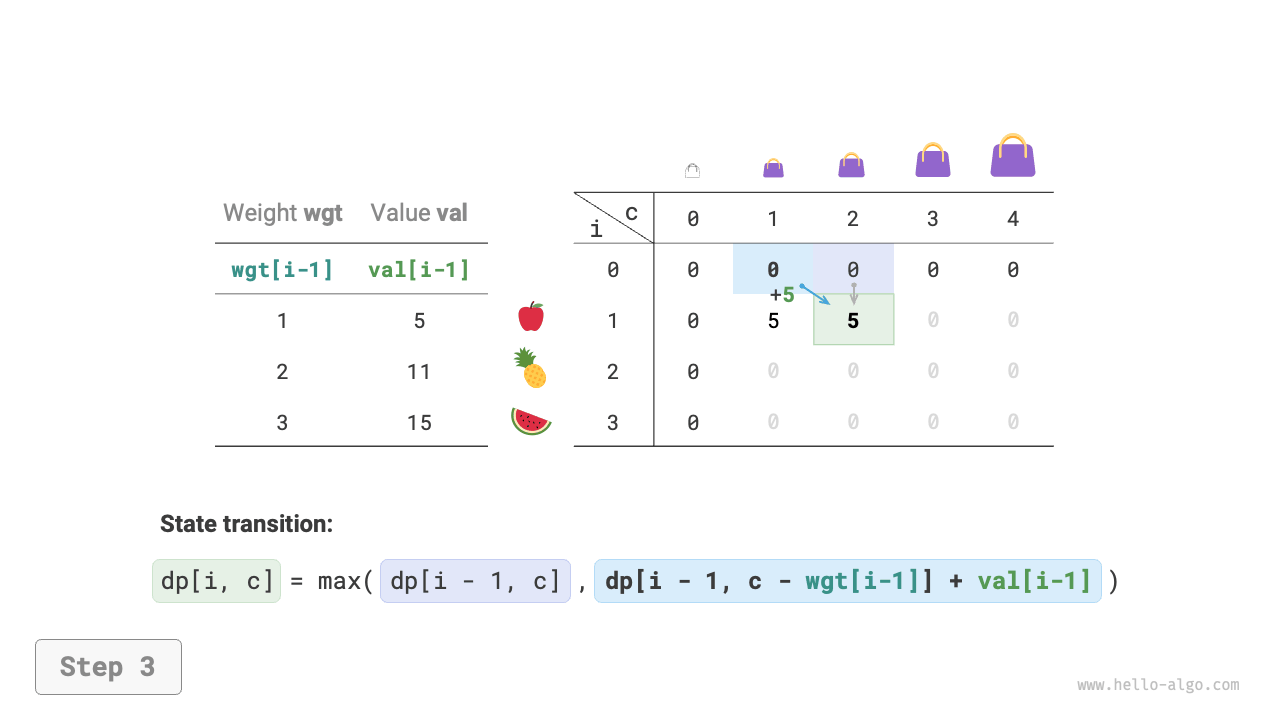 Weight wgt Value val
wgt[i-1] val[i-1]
1 5
2 11
3 15
c
i
0 1 2 3 4
0 0 0 0 0 0
+5
1 0 5 5 0 0
2 0 0 0 0 0
3 0 0 0 0 0
State transition:
dp[i, c] = max( dp[i - 1, c] , dp[i - 1, c - wgt[i-1]] + val[i-1] )
Step 3
www.hello-algo.com